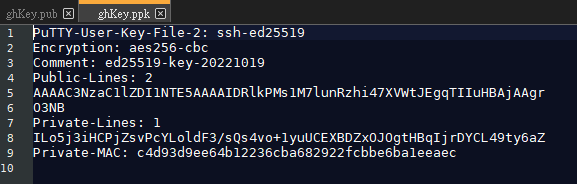 ghKey.pub
ghKey.ppk
1 PuTTY-User-Key-File-2: ssh-ed25519
2 Encryption: aes256-cbc
3 Comment: ed25519-key-20221019
4 Public-Lines: 2
5 AAAAC3NzaC1lZDI1NTE5AAAAIDRlkPMs1M7lunRzhi47XVWtJEgqTIIuHBAjAAgr
6 O3NB
7 Private-Lines: 1
8 ILo5j3iHCPjZsvPcYLoldF3/sQs4vo+1yuUCEXBDZxOJOgtHBqIjrDYCL49ty6aZ
9 Private-MAC: c4d93d9ee64b12236cba682922fcbbe6ba1eeaec
10